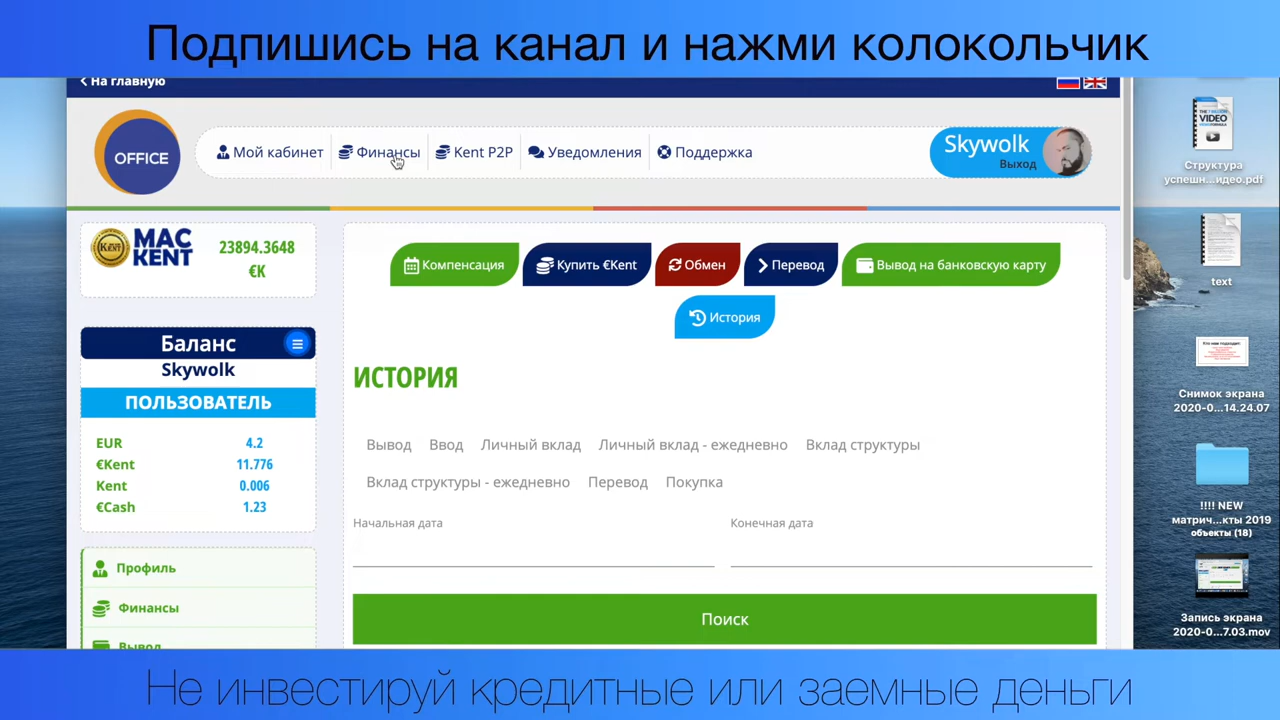 Подпишись на канал и нажми колокольчик
На главную
OFFICE
Мой кабинет
Финансы
Kent P2P
Уведомления
Поддержка
Skywolk
Выход
Kent
MAC
KENT
23894.3648
€K
Баланс
Skywolk
ПОЛЬЗОВАТЕЛЬ
EUR 4.2
€Kent 11.776
Kent 0.006
€Cash 1.23
Профиль
Финансы
Вывод
Компенсация
Купить €Kent
Обмен
Перевод
Вывод на банковскую карту
История
ИСТОРИЯ
Вывод Ввод Личный вклад Личный вклад - ежедневно Вклад структуры
Вклад структуры - ежедневно Перевод Покупка
Начальная дата
Конечная дата
Поиск
VIDEO
Структура
успешн...идео.pdf
text
Снимок экрана
2020-0...14.24.07
!!!! NEW
матрич...кты 2019
объекты (18)
Запись экрана
2020-0...7.03.mov
Не инвестируй кредитные или заемные деньги